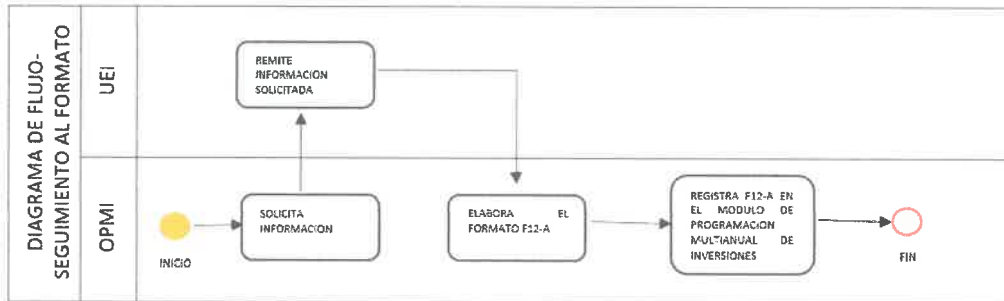 DIAGRAMA DE FLUJO-
SEGUIMIENTO AL FORMATO
UEI
REMITE
INFORMACION
SOLICITADA
OPMI
INICIO
SOLICITA
INFORMACION
ELABORA EL
FORMATO F12-A
REGISTRA F12-A EN
EL MODULO DE
PROGRAMACION
MULTIANUAL DE
INVERSIONES
FIN